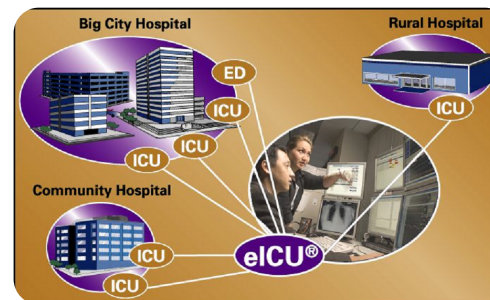 Big City Hospital
Rural Hospital
ED
ICU
ICU
ICU
ICU
Community Hospital
ICU
ICU
eICU®